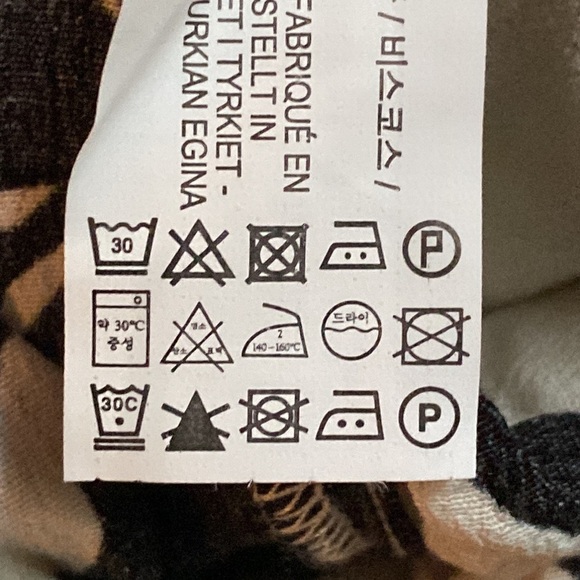 / 비스코스 /
FABRIQUÉ EN
STELLT IN
ET I TYRKIET -
URKIAN EGINA
30 P
약 30℃
중성
염소
산소 표백
2
140~160℃
드라이
30C P